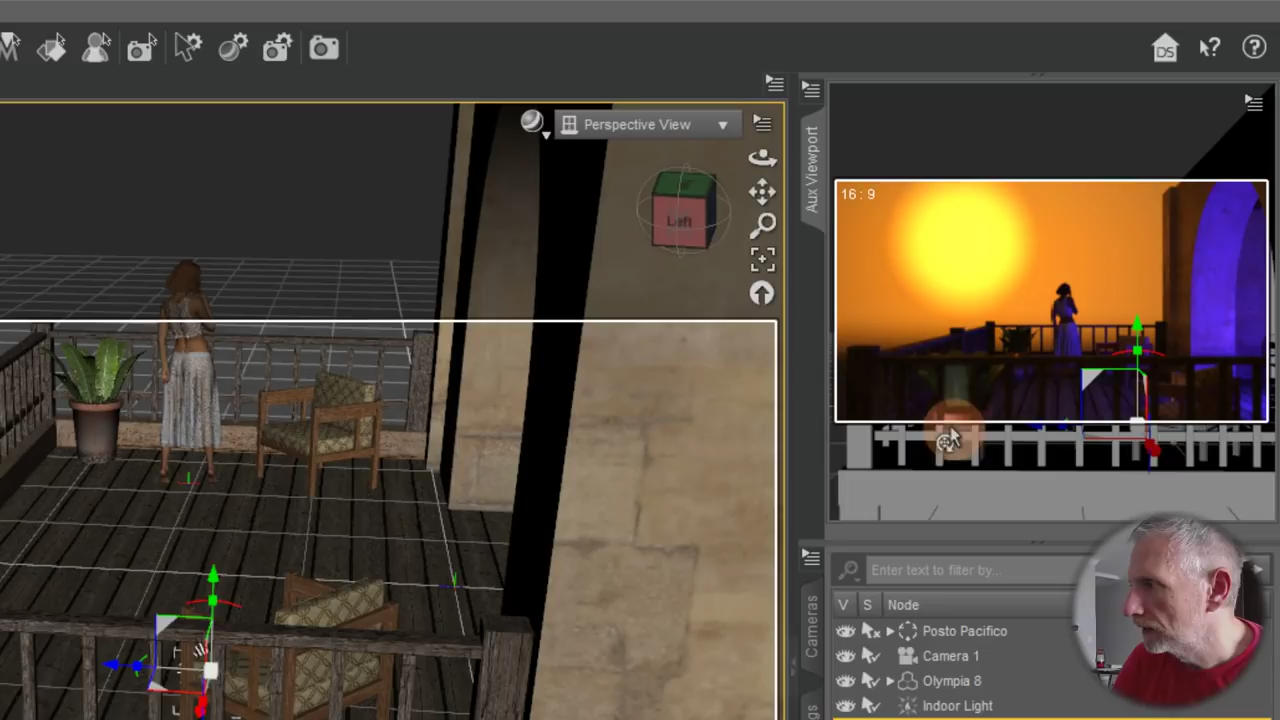 DS
?
?
Perspective View
Left
Aux Viewport
16 : 9
Enter text to filter by...
V S Node
Cameras
Posto Pacifico
Camera 1
Olympia 8
Indoor Light